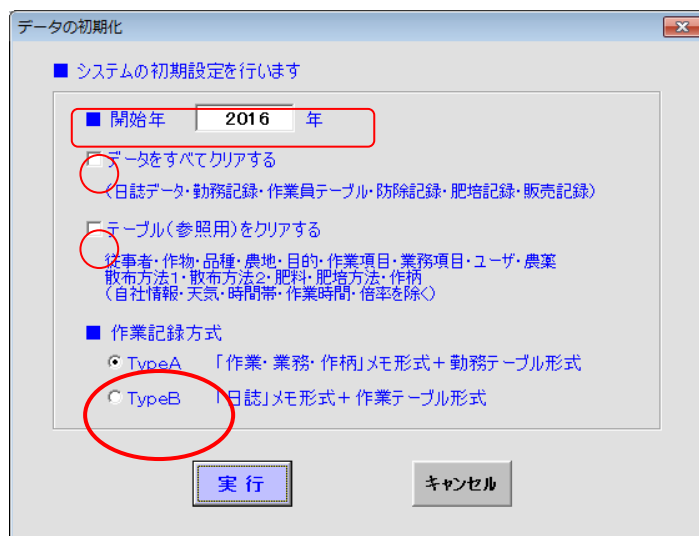 データの初期化
■ システムの初期設定を行います
■ 開始年 2016 年
データをすべてクリアする
(日誌データ・勤務記録・作業員テーブル・防除記録・肥培記録・販売記録)
テーブル(参照用)をクリアする
従事者・作物・品種・農地・目的・作業項目・業務項目・ユーザ・農薬
散布方法1・散布方法2・肥料・肥培方法・作柄
(自社情報・天気・時間帯・作業時間・倍率を除く)
■ 作業記録方式
TypeA 「作業・業務・作柄」メモ形式+勤務テーブル形式
TypeB 「日誌」メモ形式+作業テーブル形式
実 行 キャンセル